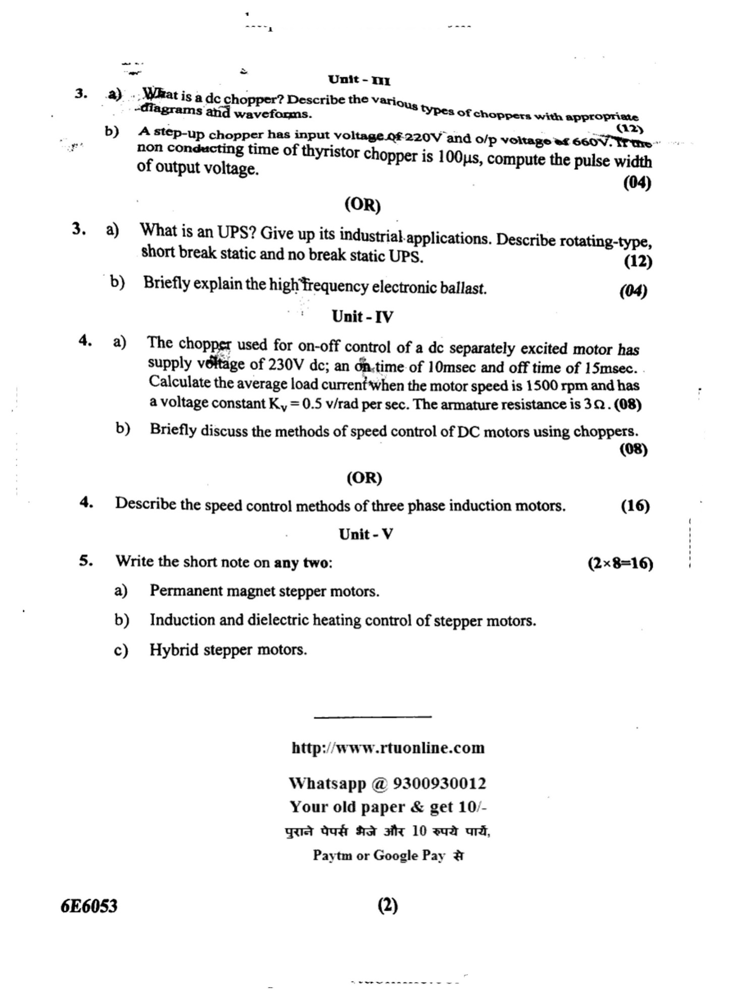 Unit - III
3. a) What is a dc chopper? Describe the various types of choppers with appropriate
diagrams and waveforms. (12)
b) A step-up chopper has input voltage of 220V and o/p voltage of 660V. If the
non conducting time of thyristor chopper is 100μs, compute the pulse width
of output voltage. (04)
(OR)
3. a) What is an UPS? Give up its industrial applications. Describe rotating-type,
short break static and no break static UPS. (12)
b) Briefly explain the high frequency electronic ballast. (04)
Unit - IV
4. a) The chopper used for on-off control of a dc separately excited motor has
supply voltage of 230V dc; an on-time of 10msec and off time of 15msec.
Calculate the average load current when the motor speed is 1500 rpm and has
a voltage constant Kv = 0.5 v/rad per sec. The armature resistance is 3Ω. (08)
b) Briefly discuss the methods of speed control of DC motors using choppers.
(08)
(OR)
4. Describe the speed control methods of three phase induction motors. (16)
Unit - V
5. Write the short note on any two: (2×8=16)
a) Permanent magnet stepper motors.
b) Induction and dielectric heating control of stepper motors.
c) Hybrid stepper motors.
http://www.rtuonline.com
Whatsapp @ 9300930012
Your old paper & get 10/-
पुराने पेपर्स भेजे और 10 रुपये पायें,
Paytm or Google Pay से
6E6053 (2)